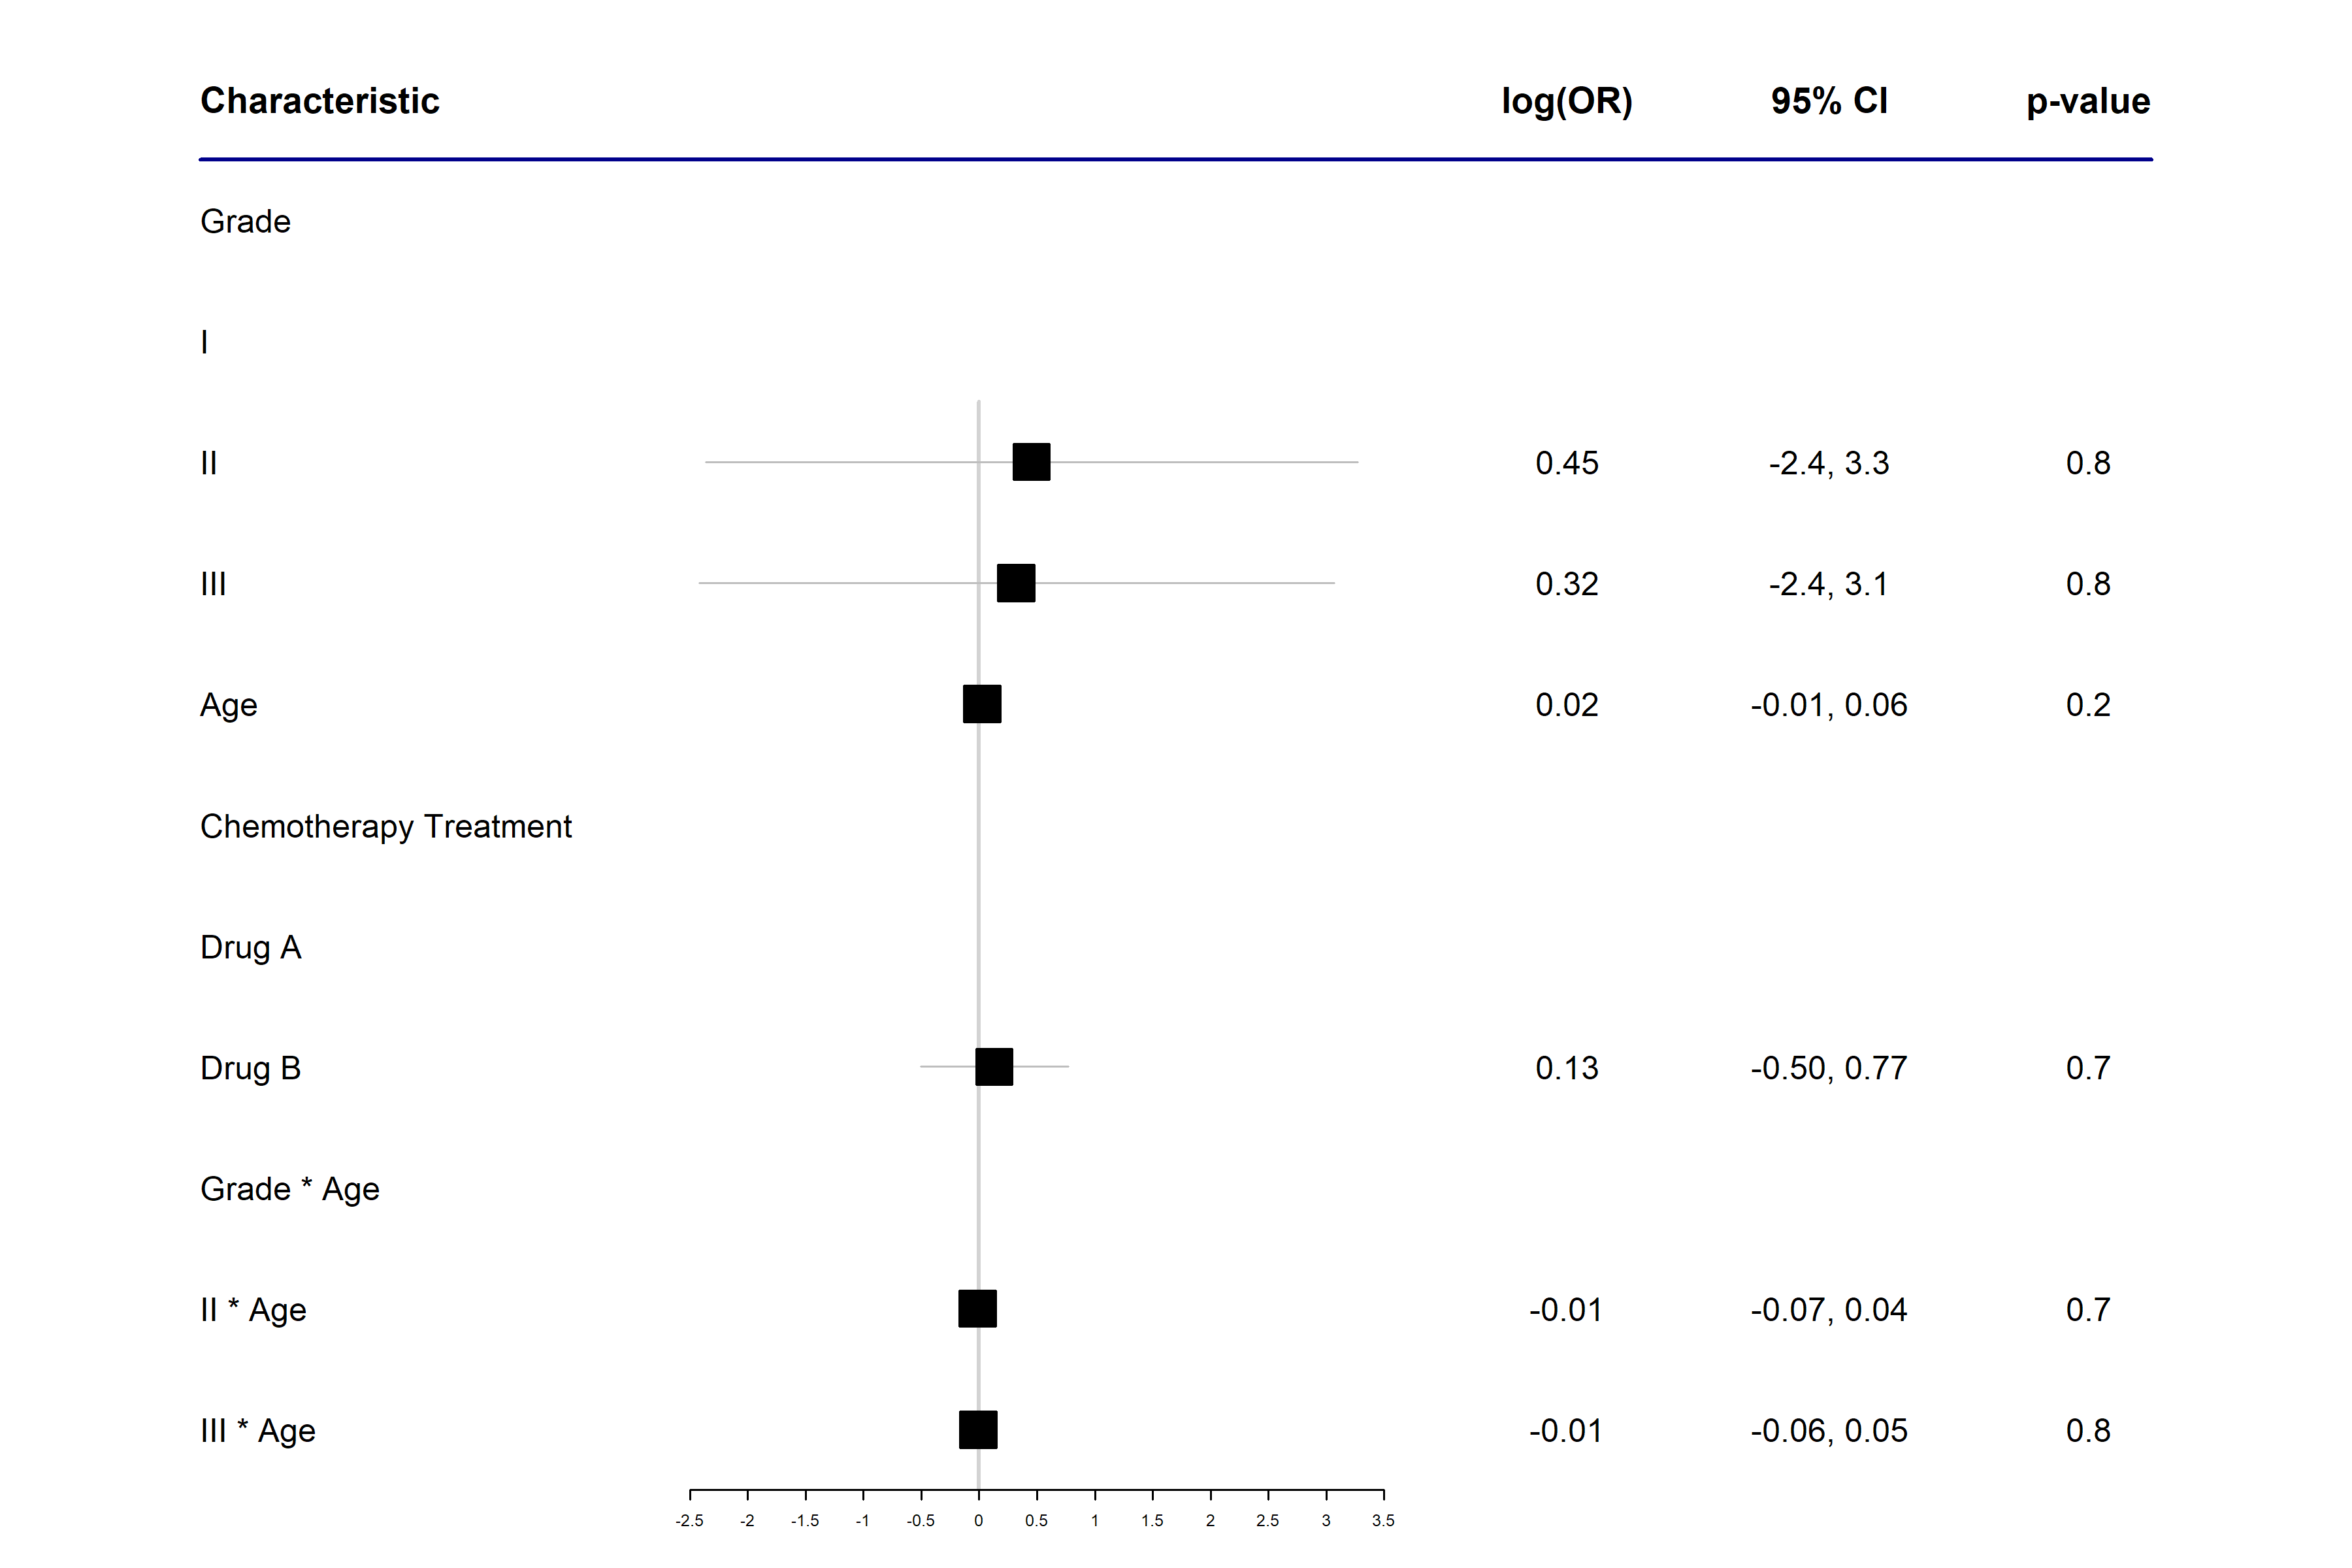 Characteristic log(OR) 95% CI p-value
Grade
I
II 0.45 -2.4, 3.3 0.8
III 0.32 -2.4, 3.1 0.8
Age 0.02 -0.01, 0.06 0.2
Chemotherapy Treatment
Drug A
Drug B 0.13 -0.50, 0.77 0.7
Grade * Age
II * Age -0.01 -0.07, 0.04 0.7
III * Age -0.01 -0.06, 0.05 0.8
-2.5 -2 -1.5 -1 -0.5 0 0.5 1 1.5 2 2.5 3 3.5